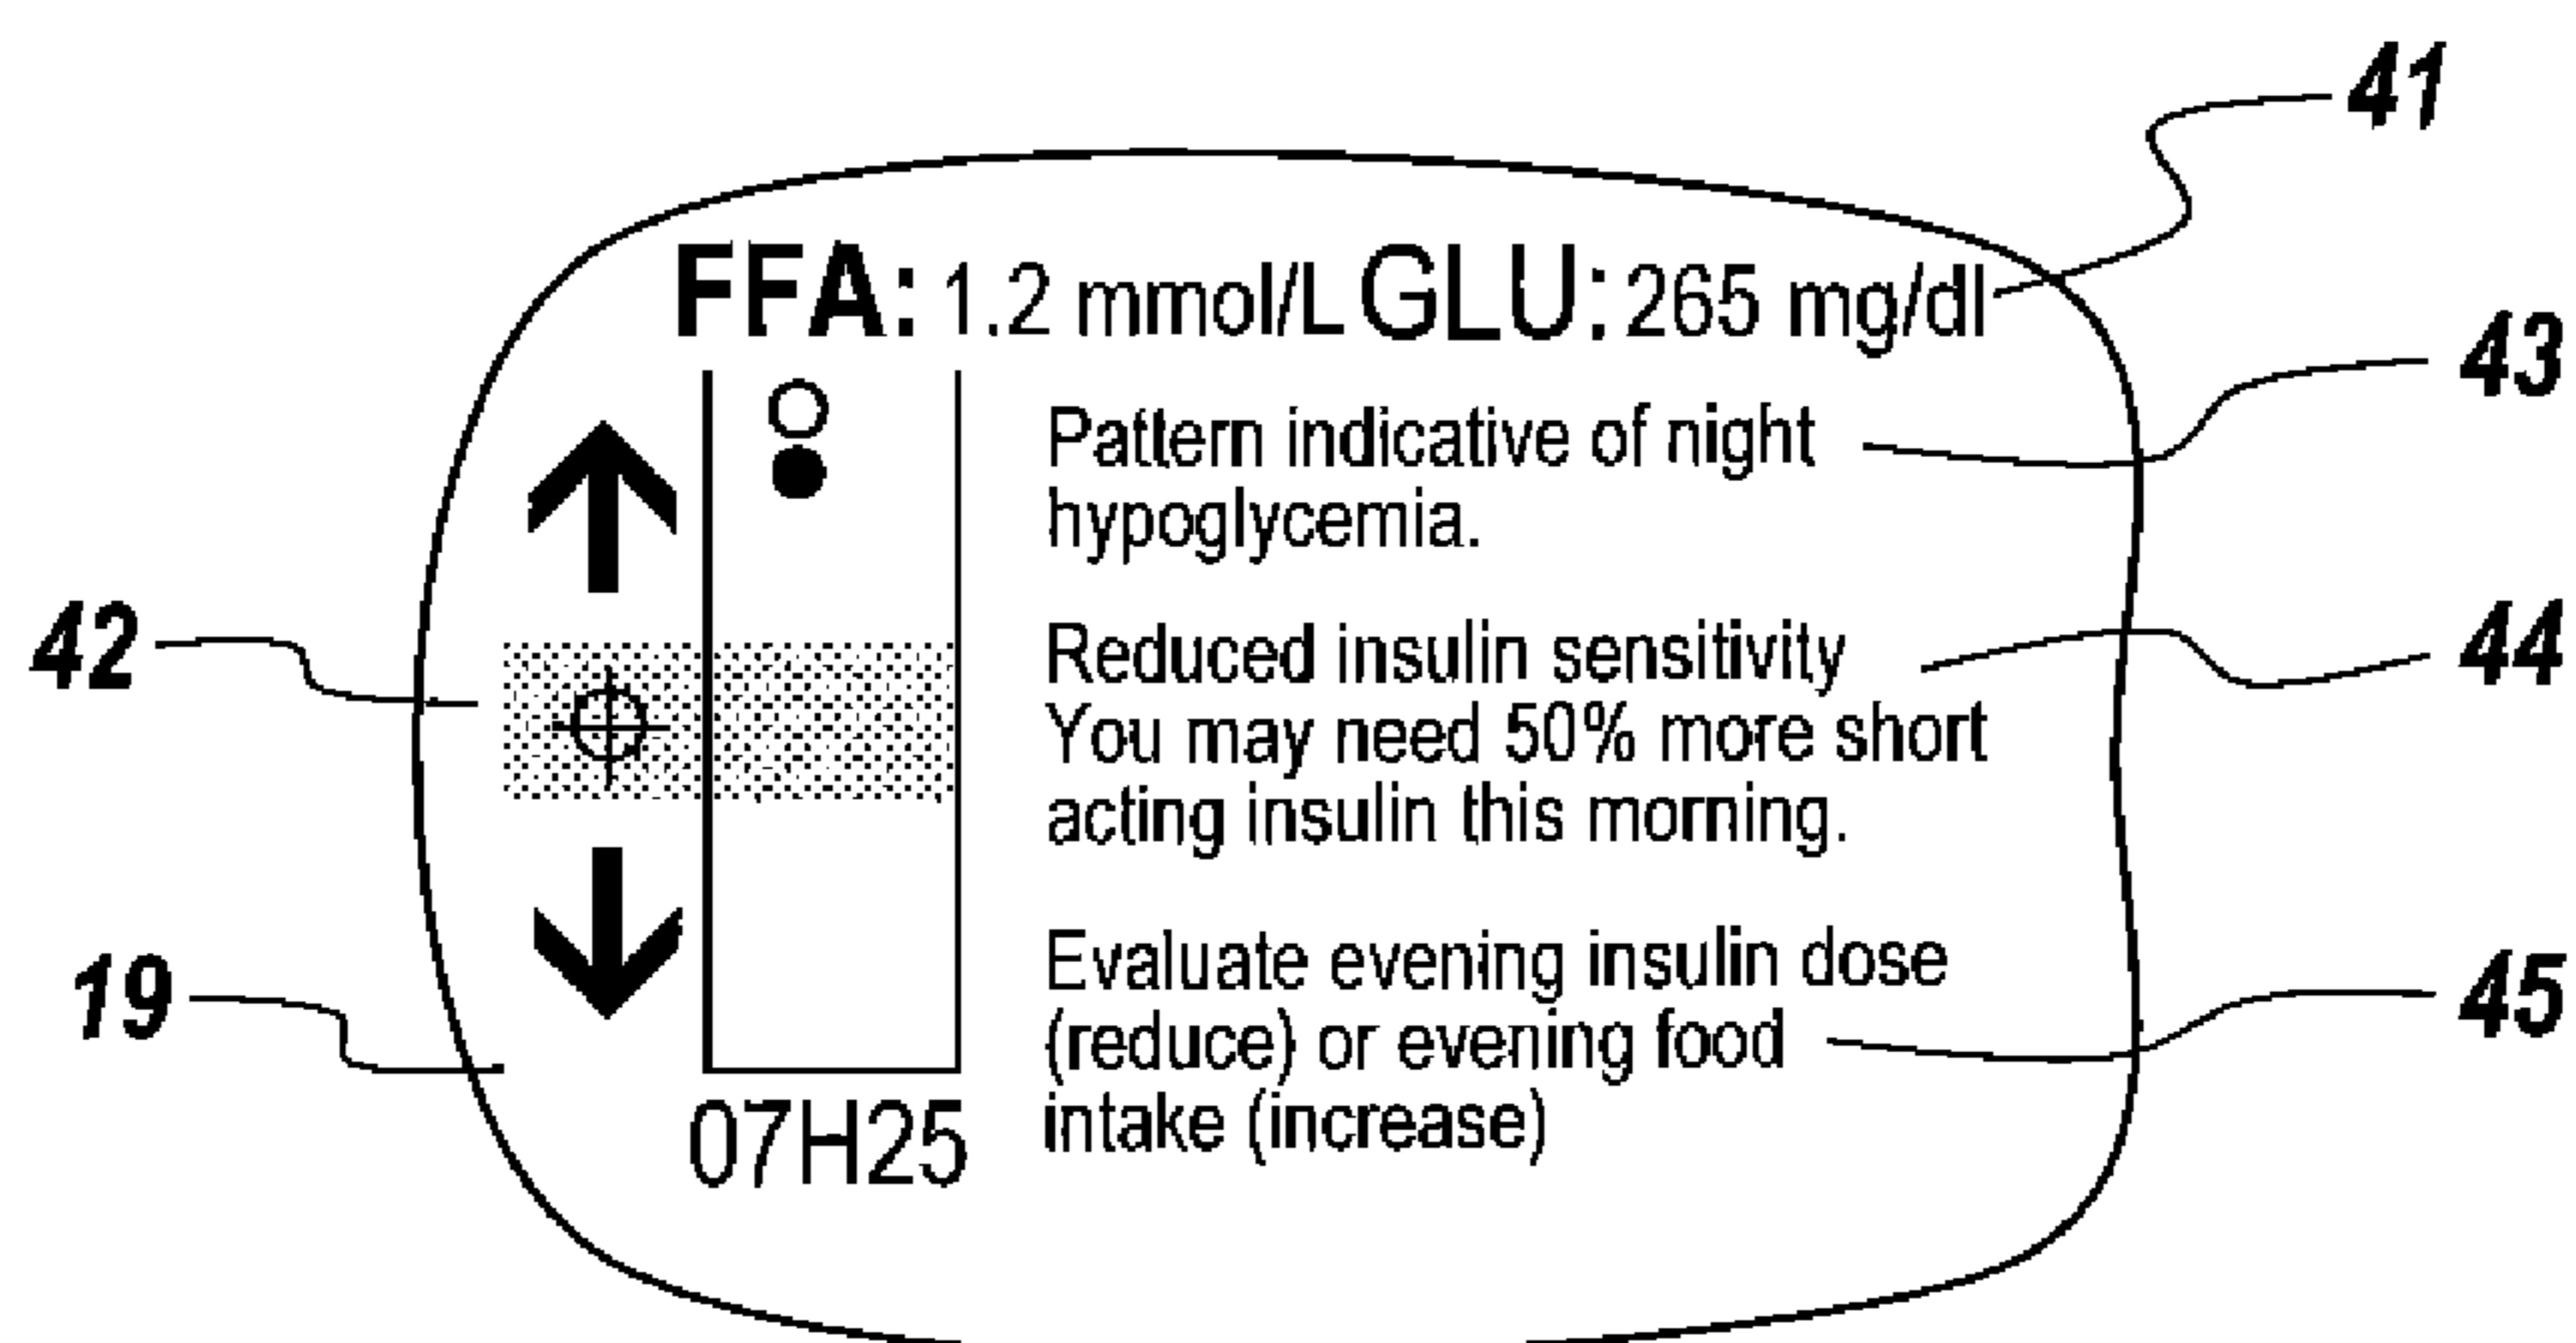 41
FFA: 1.2 mmol/L GLU: 265 mg/dl
43
Pattern indicative of night
hypoglycemia.
42
44
Reduced insulin sensitivity
You may need 50% more short
acting insulin this morning.
19
45
Evaluate evening insulin dose
(reduce) or evening food
intake (increase)
07H25